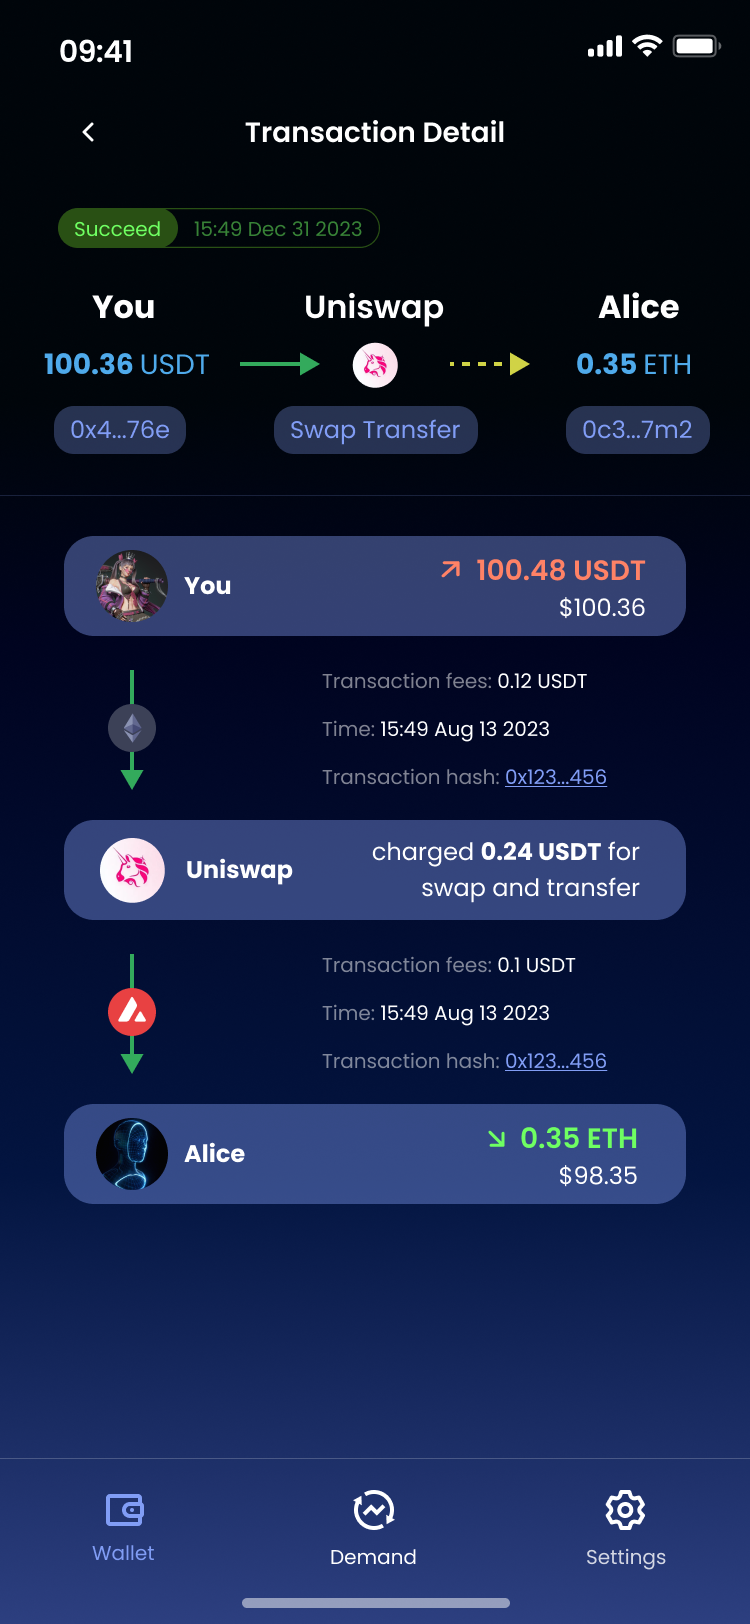 09:41
Transaction Detail
Succeed 15:49 Dec 31 2023
You Uniswap Alice
100.36 USDT 0.35 ETH
0x4...76e Swap Transfer 0c3...7m2
You 100.48 USDT
$100.36
Transaction fees: 0.12 USDT
Time: 15:49 Aug 13 2023
Transaction hash: 0x123...456
Uniswap charged 0.24 USDT for
swap and transfer
Transaction fees: 0.1 USDT
Time: 15:49 Aug 13 2023
Transaction hash: 0x123...456
Alice 0.35 ETH
$98.35
Wallet Demand Settings